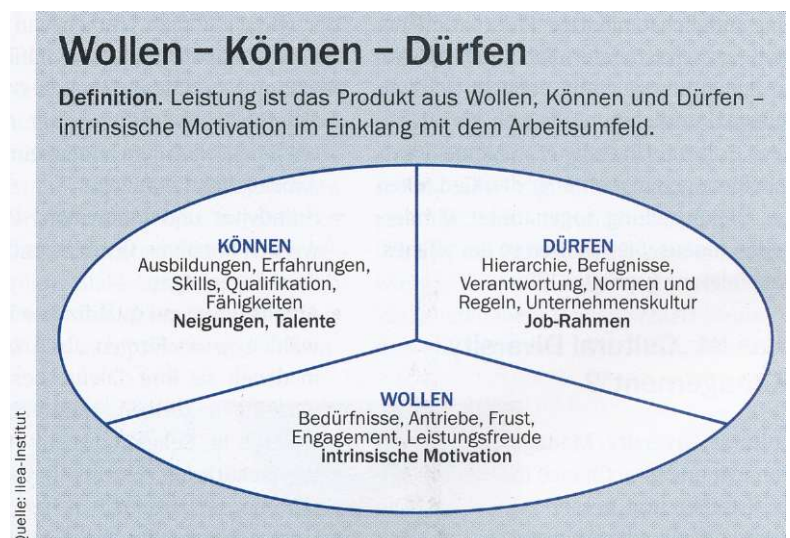 Wollen – Können – Dürfen
Definition. Leistung ist das Produkt aus Wollen, Können und Dürfen –
intrinsische Motivation im Einklang mit dem Arbeitsumfeld.
KÖNNEN
Ausbildungen, Erfahrungen,
Skills, Qualifikation,
Fähigkeiten
Neigungen, Talente
DÜRFEN
Hierarchie, Befugnisse,
Verantwortung, Normen und
Regeln, Unternehmenskultur
Job-Rahmen
WOLLEN
Bedürfnisse, Antriebe, Frust,
Engagement, Leistungsfreude
intrinsische Motivation
Quelle: Ilea-Institut